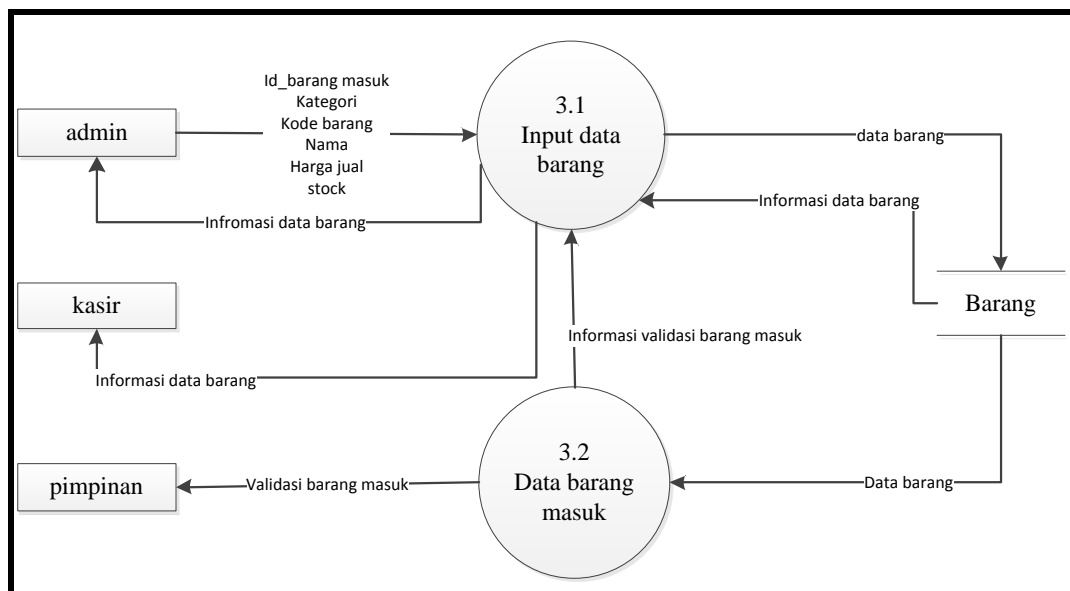 Id_barang masuk
Kategori
Kode barang
Nama
Harga jual
stock
admin
3.1
Input data
barang
data barang
Infromasi data barang
Informasi data barang
kasir
Barang
Informasi validasi barang masuk
Informasi data barang
3.2
Data barang
masuk
pimpinan
Validasi barang masuk
Data barang